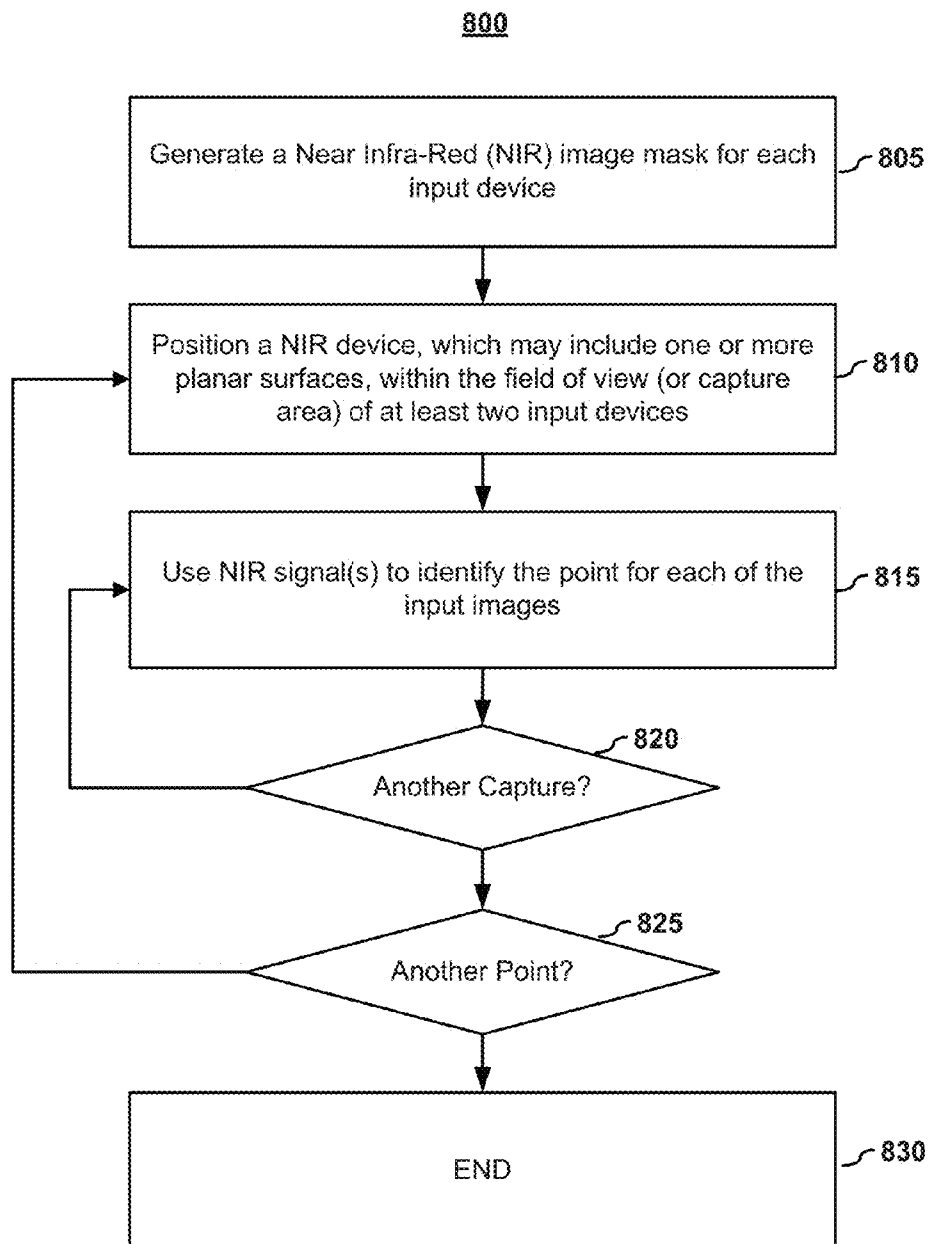 800
Generate a Near Infra-Red (NIR) image mask for each
input device
805
Position a NIR device, which may include one or more
planar surfaces, within the field of view (or capture
area) of at least two input devices
810
Use NIR signal(s) to identify the point for each of the
input images
815
820
Another Capture?
825
Another Point?
END
830